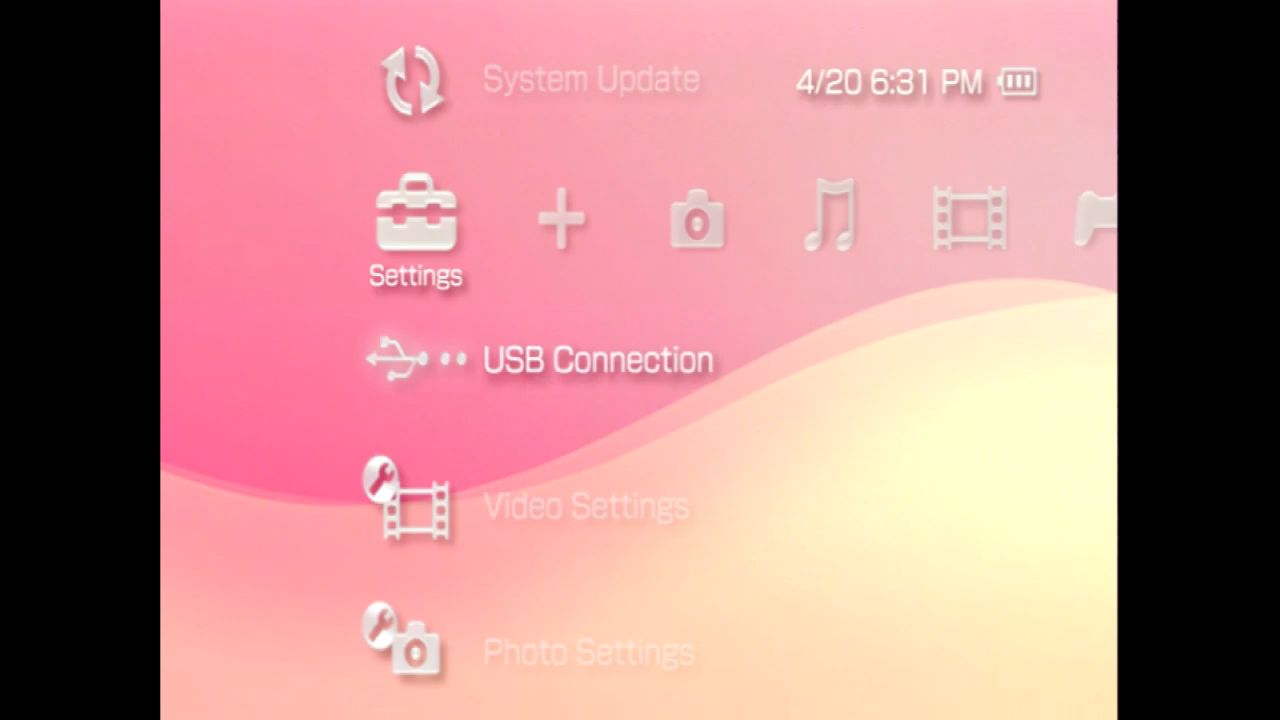 System Update
4/20 6:31 PM
Settings
USB Connection
Video Settings
Photo Settings